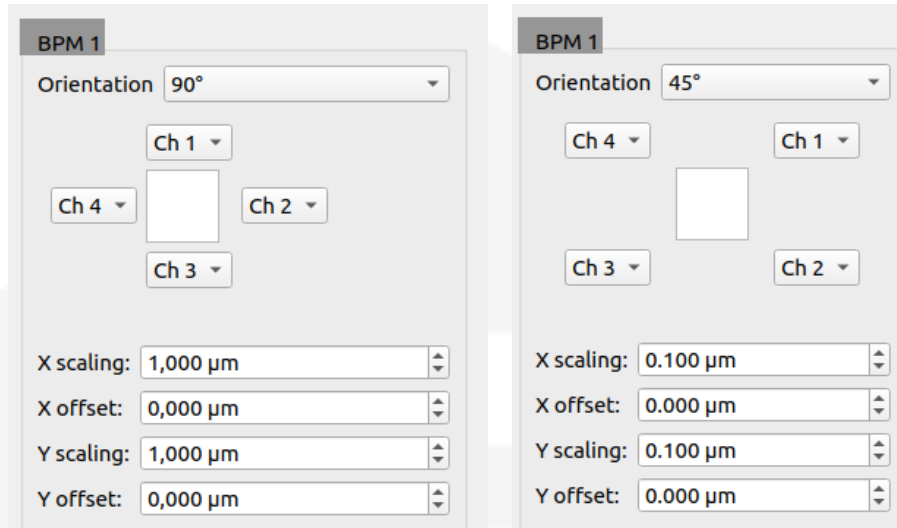 BPM 1
Orientation 90°
Ch 1
Ch 4 Ch 2
Ch 3
X scaling: 1,000 µm
X offset: 0,000 µm
Y scaling: 1,000 µm
Y offset: 0,000 µm
BPM 1
Orientation 45°
Ch 4 Ch 1
Ch 3 Ch 2
X scaling: 0.100 µm
X offset: 0.000 µm
Y scaling: 0.100 µm
Y offset: 0.000 µm